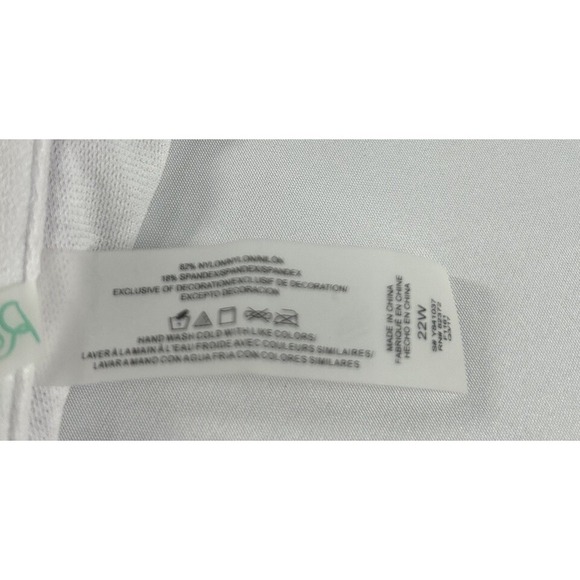 82% NYLON/NYLON/NILÓN
18% SPANDEX/SPANDEX/SPANDEX
EXCLUSIVE OF DECORATION/EXCLUSIF DE DECORATION/
EXCEPTO DECORACION
HAND WASH COLD WITH LIKE COLORS/
LAVER À LA MAIN À L'EAU FROIDE AVEC COULEURS SIMILAIRES/
LAVAR A MANO CON AGUA FRIA CON COLORES SIMILARES
MADE IN CHINA
FABRIQUÉ EN CHINE
HECHO EN CHINA
22W